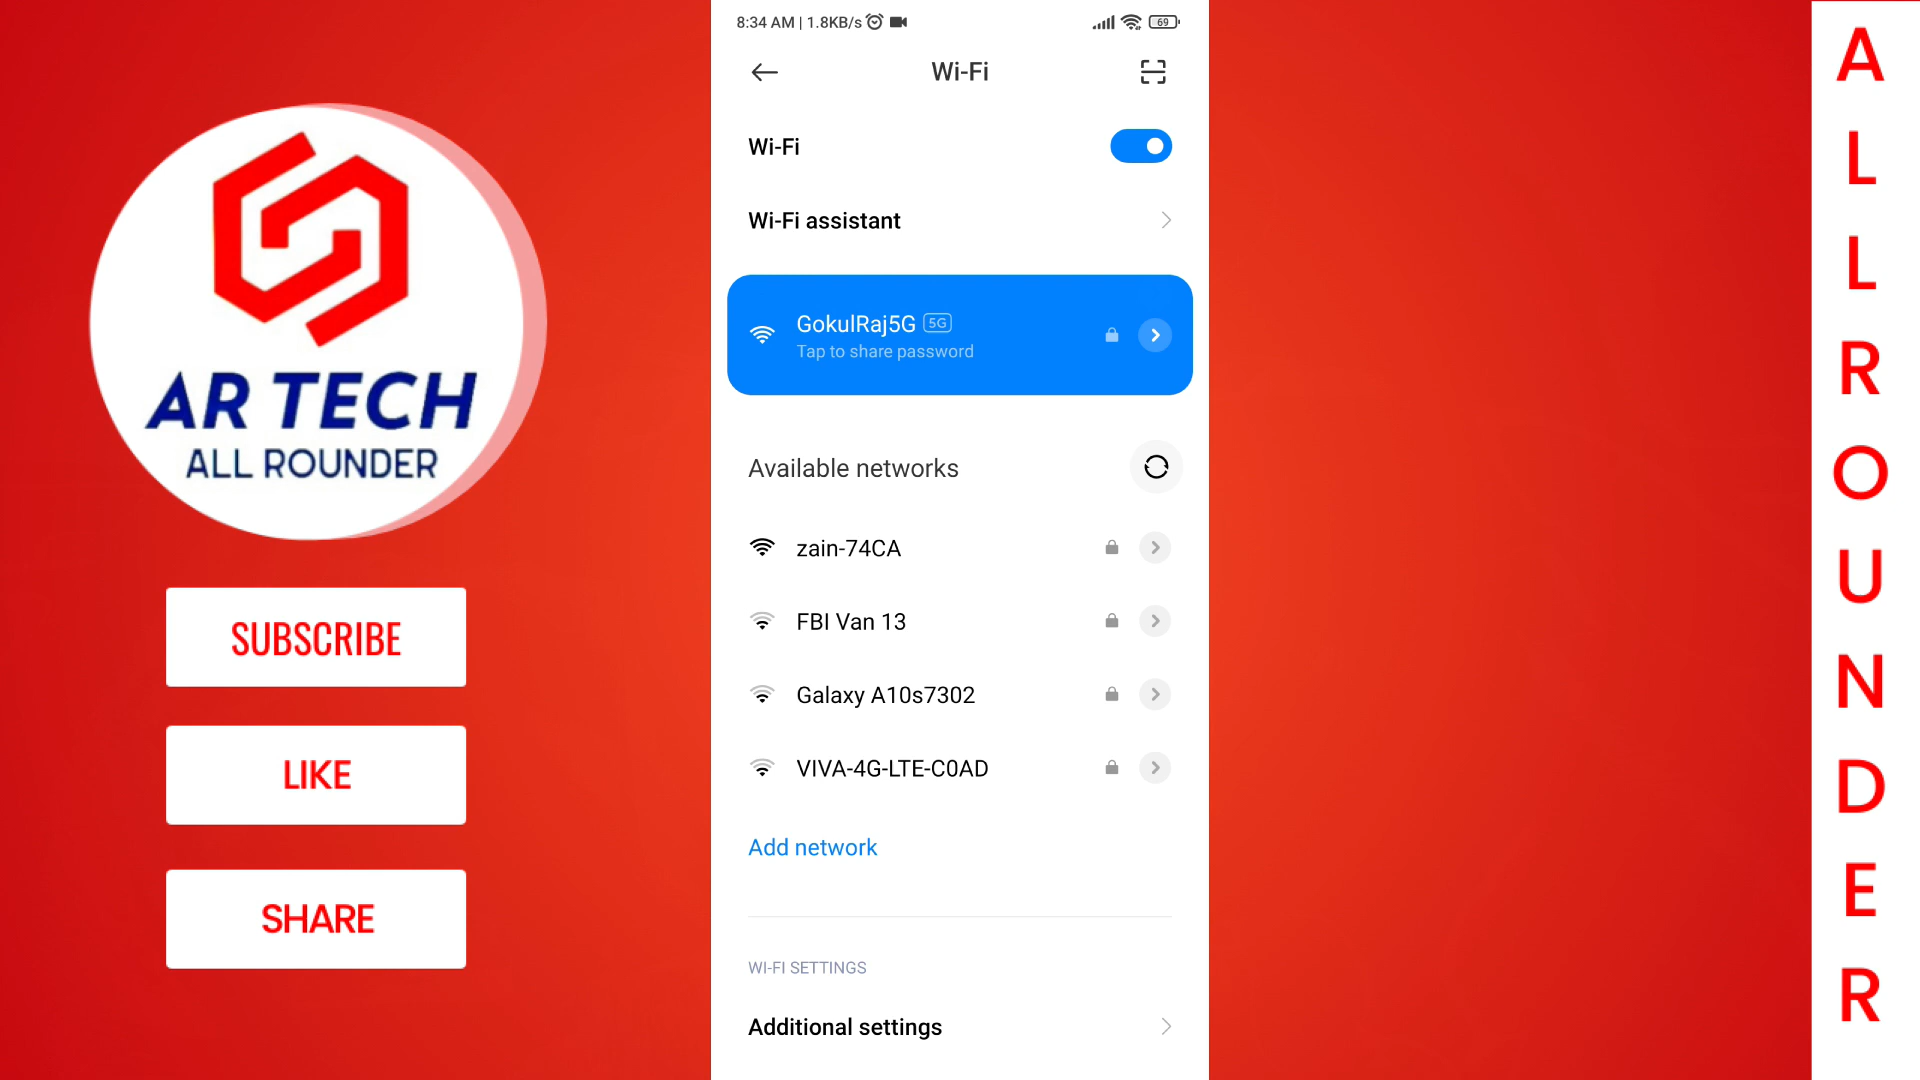 AR TECH
ALL ROUNDER
SUBSCRIBE
LIKE
SHARE
8:34 AM | 1.8KB/s
69
Wi-Fi
Wi-Fi
Wi-Fi assistant
GokulRaj5G 5G
Tap to share password
Available networks
zain-74CA
FBI Van 13
Galaxy A10s7302
VIVA-4G-LTE-C0AD
Add network
WI-FI SETTINGS
Additional settings
A
L
L
R
O
U
N
D
E
R